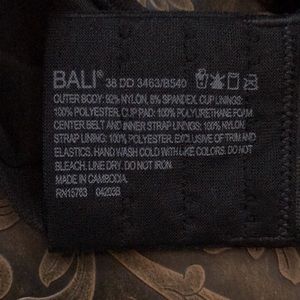 BALI® 38 DD 3463/B540
OUTER BODY: 92% NYLON, 8% SPANDEX, CUP LININGS:
100% POLYESTER, CUP PAD: 100% POLYURETHANE FOAM
CENTER BELT AND INNER STRAP LININGS: 100% NYLON,
STRAP LINING: 100% POLYESTER. EXCLUSIVE OF TRIM AND
ELASTICS. HAND WASH COLD WITH LIKE COLORS. DO NOT
BLEACH. LINE DRY. DO NOT IRON.
MADE IN CAMBODIA
RN15763 04203B